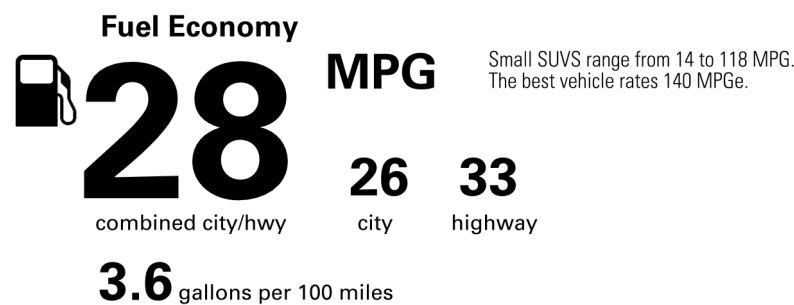 Fuel Economy
28
MPG
Small SUVS range from 14 to 118 MPG.
The best vehicle rates 140 MPGe.
combined city/hwy
26
city
33
highway
3.6 gallons per 100 miles